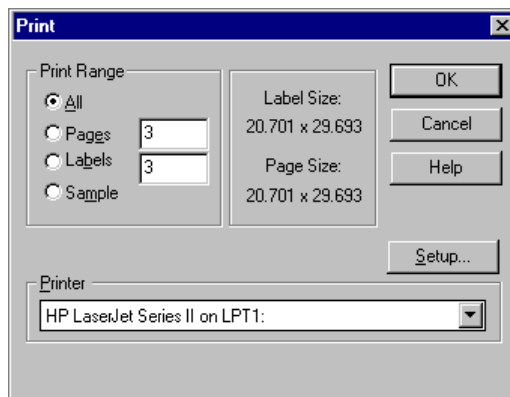 Print
Print Range
All
Pages 3
Labels 3
Sample
Label Size:
20.701 x 29.693
Page Size:
20.701 x 29.693
OK
Cancel
Help
Setup...
Printer
HP LaserJet Series II on LPT1: